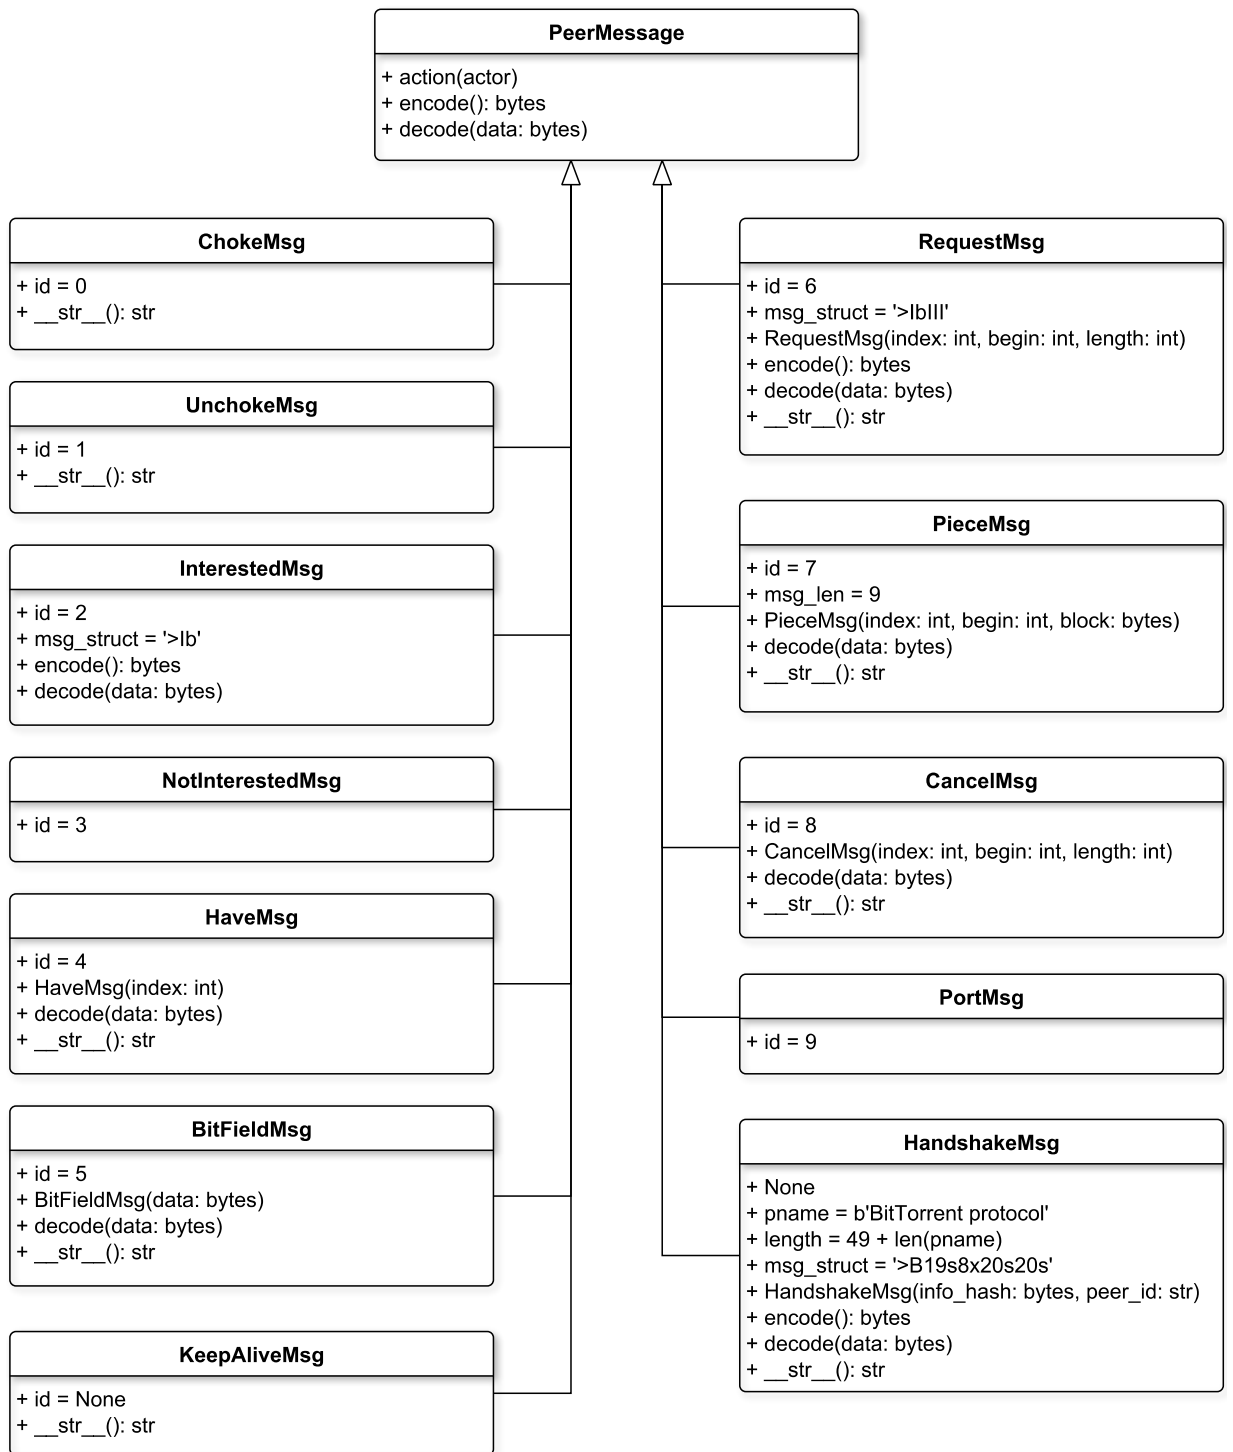 PeerMessage
+ action(actor)
+ encode(): bytes
+ decode(data: bytes)
ChokeMsg
+ id = 0
+ __str__(): str
UnchokeMsg
+ id = 1
+ __str__(): str
InterestedMsg
+ id = 2
+ msg_struct = '>Ib'
+ encode(): bytes
+ decode(data: bytes)
NotInterestedMsg
+ id = 3
HaveMsg
+ id = 4
+ HaveMsg(index: int)
+ decode(data: bytes)
+ __str__(): str
BitFieldMsg
+ id = 5
+ BitFieldMsg(data: bytes)
+ decode(data: bytes)
+ __str__(): str
KeepAliveMsg
+ id = None
+ __str__(): str
RequestMsg
+ id = 6
+ msg_struct = '>IbIII'
+ RequestMsg(index: int, begin: int, length: int)
+ encode(): bytes
+ decode(data: bytes)
+ __str__(): str
PieceMsg
+ id = 7
+ msg_len = 9
+ PieceMsg(index: int, begin: int, block: bytes)
+ decode(data: bytes)
+ __str__(): str
CancelMsg
+ id = 8
+ CancelMsg(index: int, begin: int, length: int)
+ decode(data: bytes)
+ __str__(): str
PortMsg
+ id = 9
HandshakeMsg
+ None
+ pname = b'BitTorrent protocol'
+ length = 49 + len(pname)
+ msg_struct = '>B19s8x20s20s'
+ HandshakeMsg(info_hash: bytes, peer_id: str)
+ encode(): bytes
+ decode(data: bytes)
+ __str__(): str